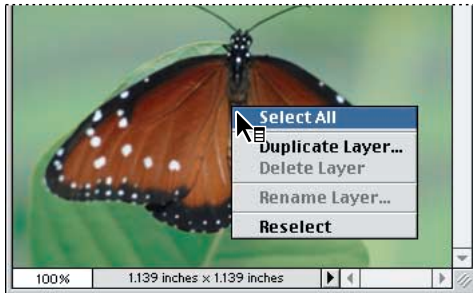 Select All
Duplicate Layer...
Delete Layer
Rename Layer...
Reselect
100% 1.139 inches × 1.139 inches